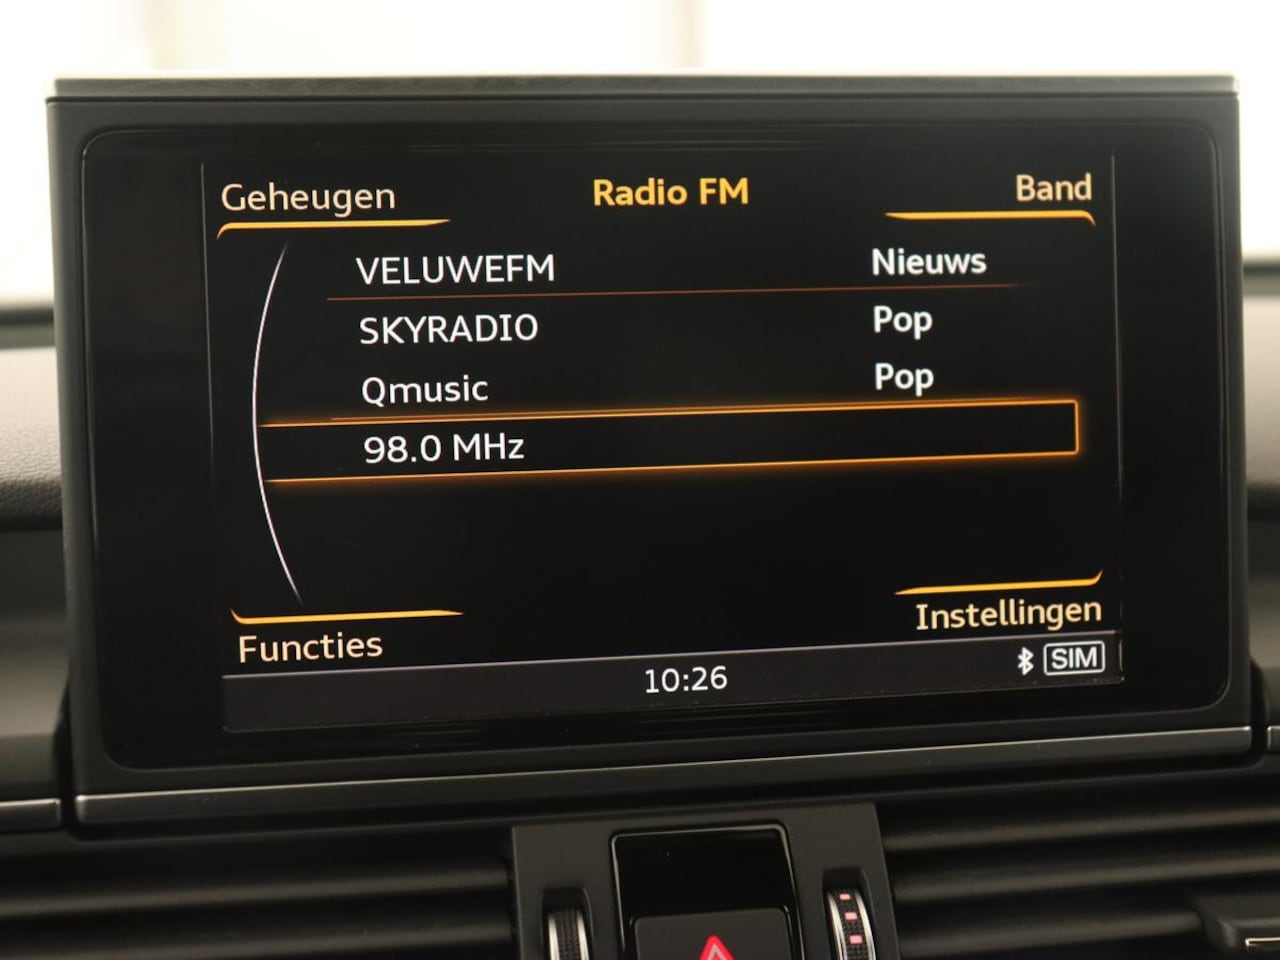 Geheugen Radio FM Band
VELUWEFM Nieuws
SKYRADIO Pop
Qmusic Pop
98.0 MHz
Functies Instellingen
10:26 SIM